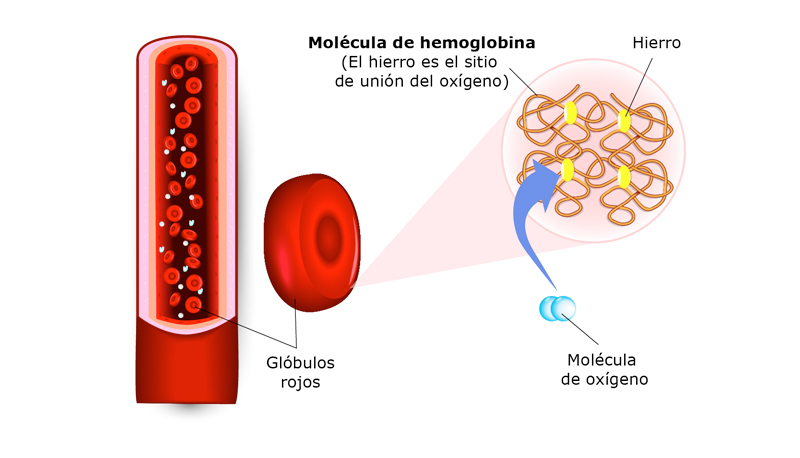 Molécula de hemoglobina
(El hierro es el sitio
de unión del oxígeno)
Hierro
Glóbulos
rojos
Molécula
de oxígeno